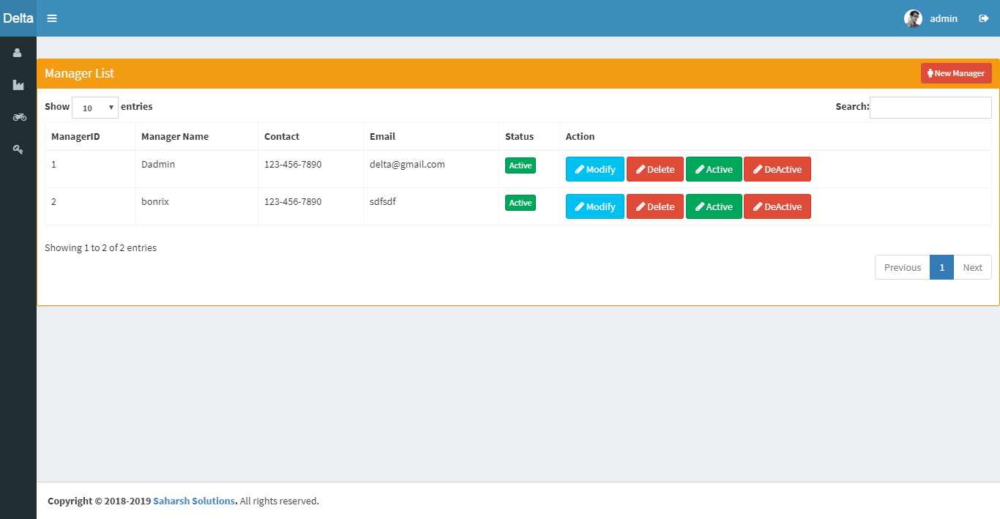 Delta admin
Manager List New Manager
Show 10 entries Search:
ManagerID Manager Name Contact Email Status Action
1 Dadmin 123-456-7890 delta@gmail.com Active Modify Delete Active DeActive
2 bonrix 123-456-7890 sdfsdf Active Modify Delete Active DeActive
Showing 1 to 2 of 2 entries
Previous 1 Next
Copyright © 2018-2019 Saharsh Solutions. All rights reserved.